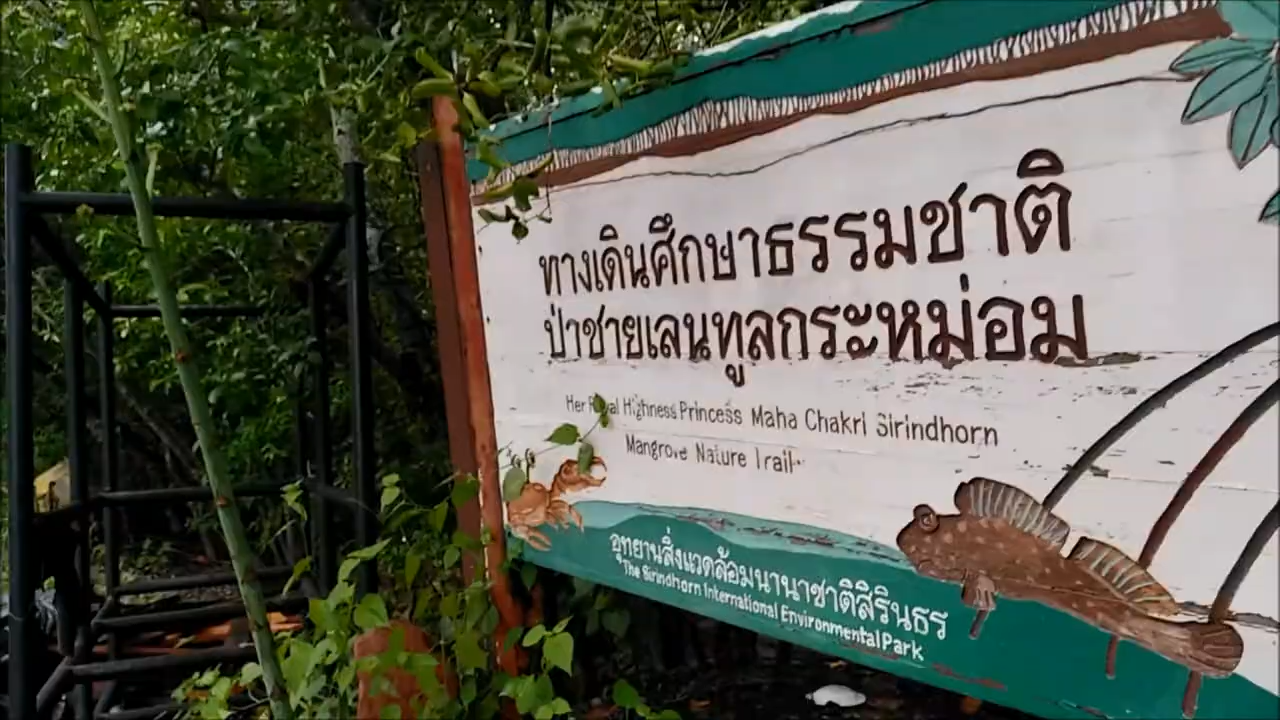 ทางเดินศึกษาธรรมชาติ
ป่าชายเลนทูลกระหม่อม
Her Royal Highness Princess Maha Chakri Sirindhorn
Mangrove Nature Trail
อุทยานสิ่งแวดล้อมนานาชาติสิรินธร
The Sirindhorn International Environmental Park